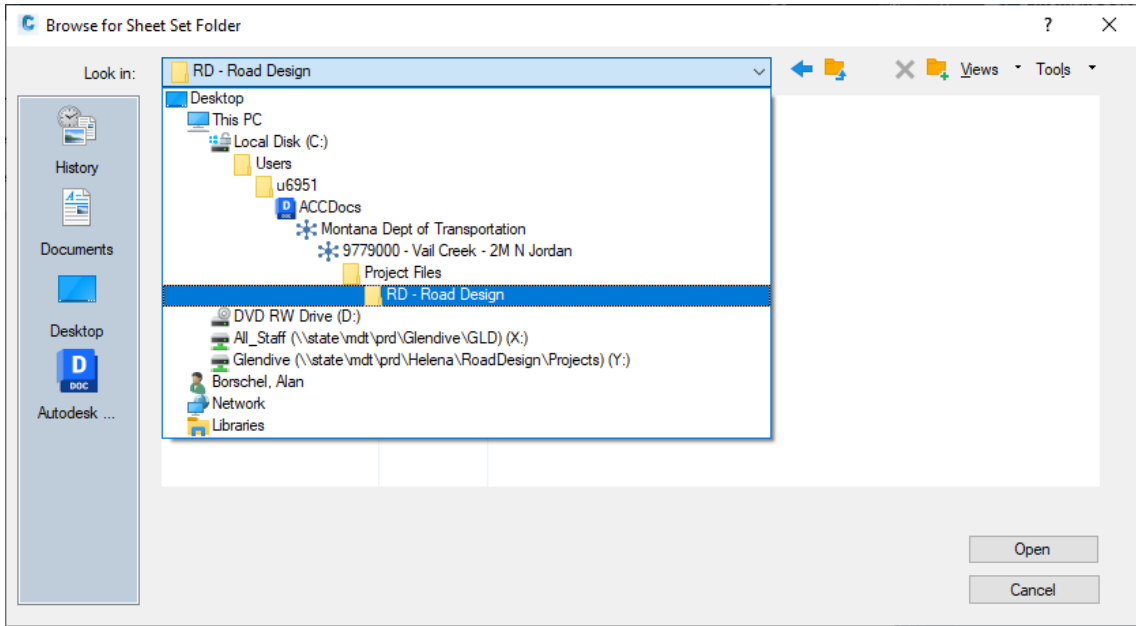 Browse for Sheet Set Folder
Look in:
RD - Road Design
Views
Tools
Desktop
This PC
Local Disk (C:)
Users
u6951
ACCDocs
Montana Dept of Transportation
9779000 - Vail Creek - 2M N Jordan
Project Files
RD - Road Design
DVD RW Drive (D:)
All_Staff (\\state\mdt\prd\Glendive\GLD) (X:)
Glendive (\\state\mdt\prd\Helena\RoadDesign\Projects) (Y:)
Borschel, Alan
Network
Libraries
History
Documents
Desktop
D
DOC
Autodesk ...
Open
Cancel